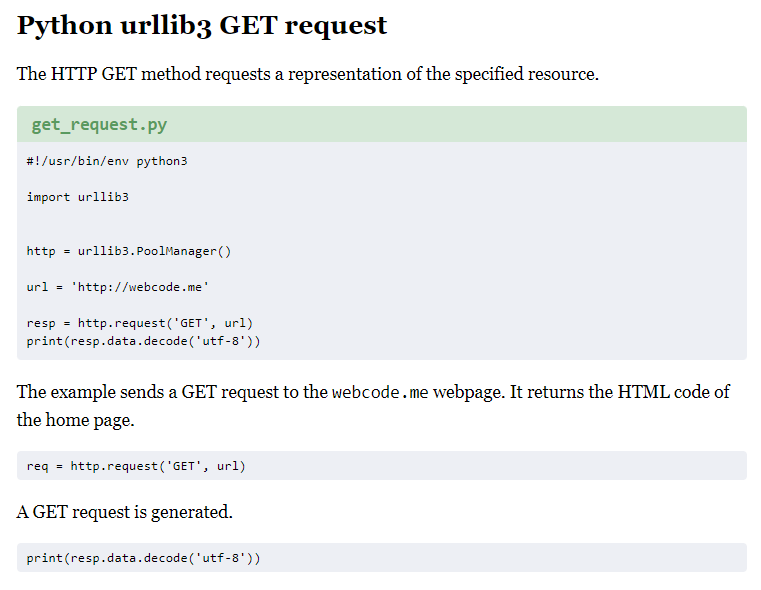 Python urllib3 GET request
The HTTP GET method requests a representation of the specified resource.
get_request.py
#!/usr/bin/env python3
import urllib3
http = urllib3.PoolManager()
url = 'http://webcode.me'
resp = http.request('GET', url)
print(resp.data.decode('utf-8'))
The example sends a GET request to the webcode.me webpage. It returns the HTML code of
the home page.
req = http.request('GET', url)
A GET request is generated.
print(resp.data.decode('utf-8'))